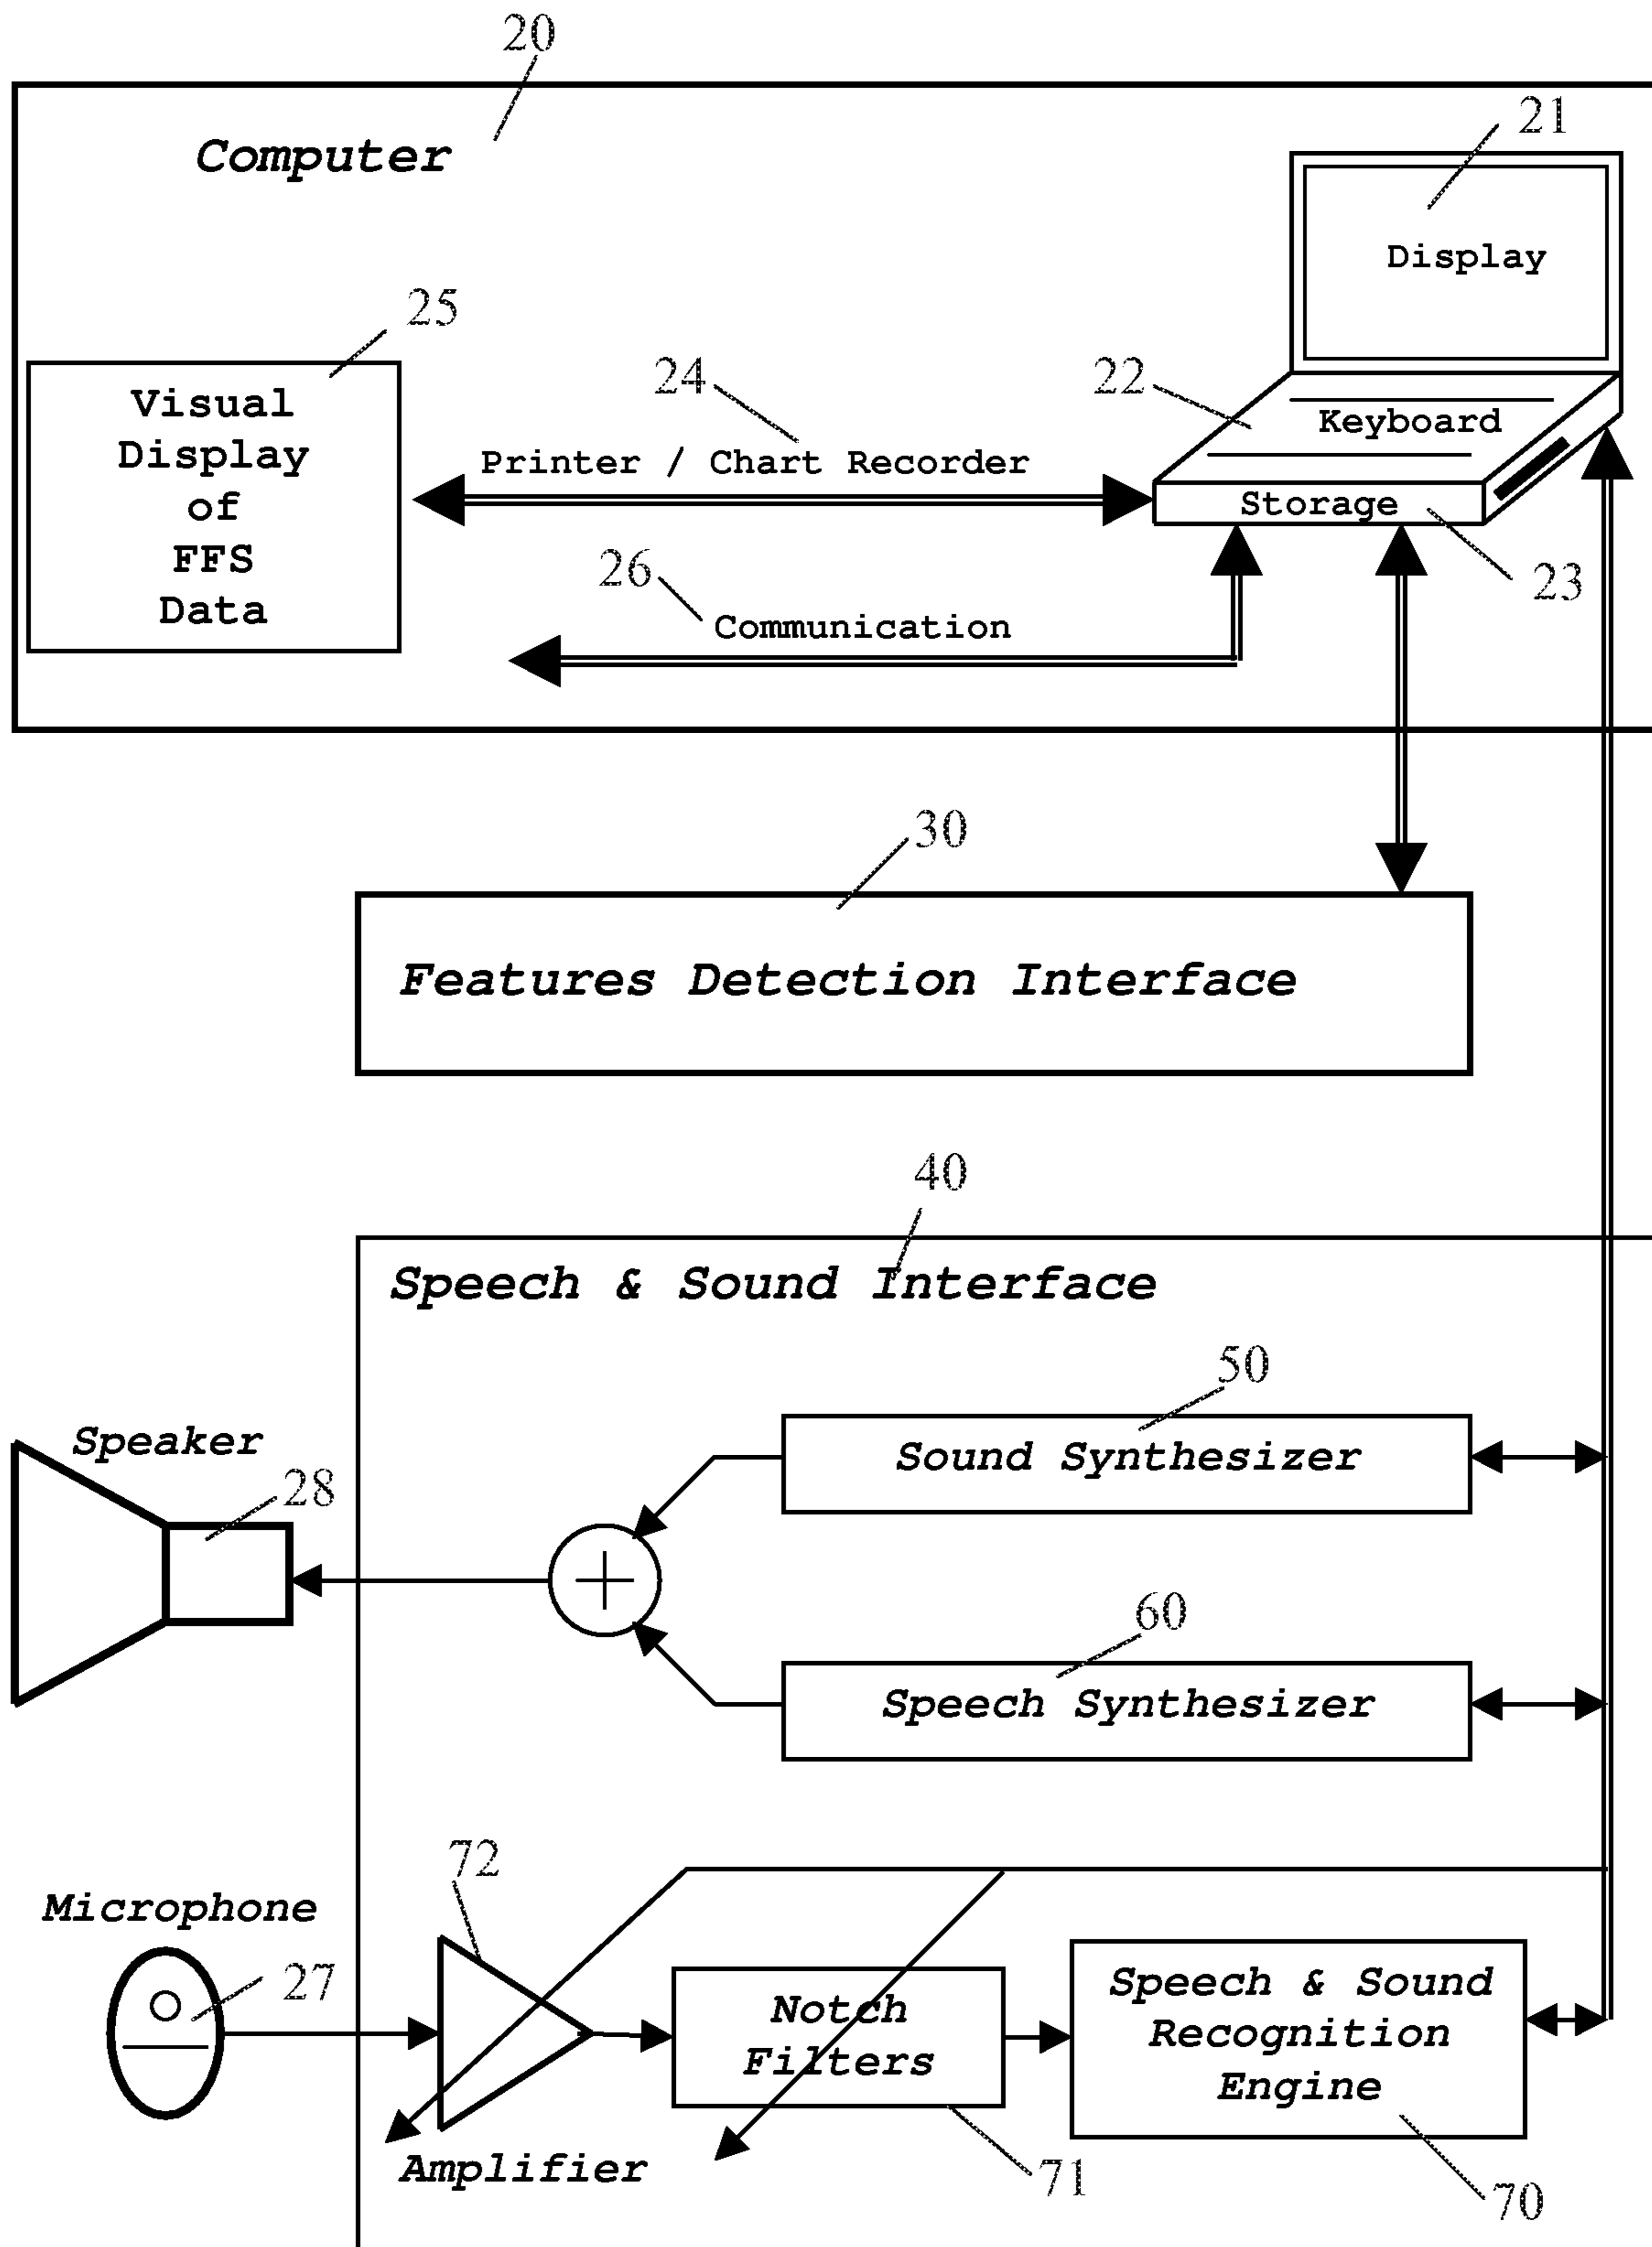 20
Computer
21
Display
25
Visual
Display
of
FFS
Data
24
Printer / Chart Recorder
22
Keyboard
Storage
23
26
Communication
30
Features Detection Interface
40
Speech & Sound Interface
50
Sound Synthesizer
Speaker
28
+
60
Speech Synthesizer
72
Microphone
27
Amplifier
Notch
Filters
71
Speech & Sound
Recognition
Engine
70